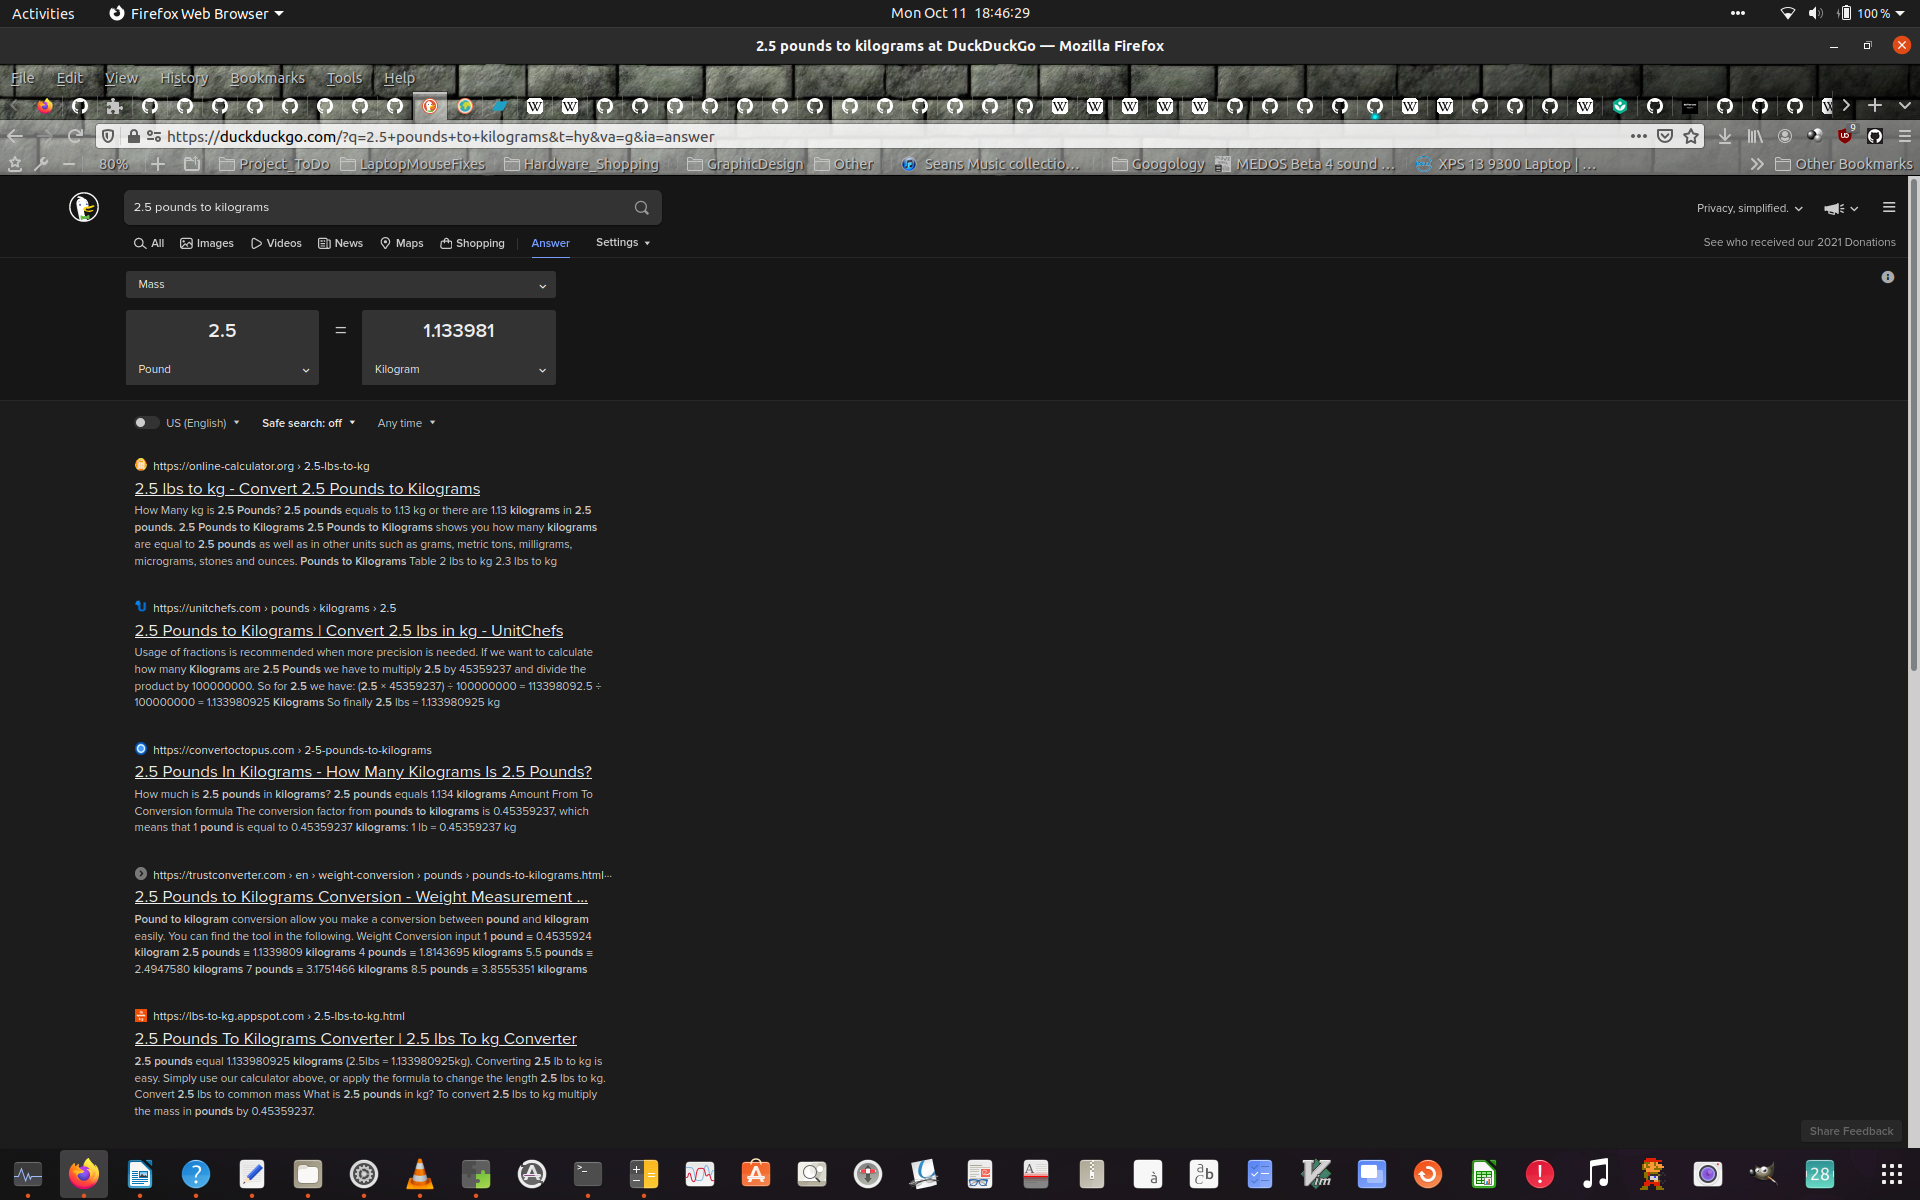 Activities
Firefox Web Browser
Mon Oct 11 18:46:29
100 %
2.5 pounds to kilograms at DuckDuckGo — Mozilla Firefox
File Edit View History Bookmarks Tools Help
https://duckduckgo.com/?q=2.5+pounds+to+kilograms&t=hy&va=g&ia=answer
9
80%
Project_ToDo
LaptopMouseFixes
Hardware_Shopping
GraphicDesign
Other
Seans Music collectio…
Googology
MEDOS Beta 4 sound …
XPS 13 9300 Laptop | …
Other Bookmarks
2.5 pounds to kilograms
Privacy, simplified.
All Images Videos News Maps Shopping Answer Settings
See who received our 2021 Donations
Mass
2.5 = 1.133981
Pound Kilogram
US (English) Safe search: off Any time
https://online-calculator.org › 2.5-lbs-to-kg
2.5 lbs to kg - Convert 2.5 Pounds to Kilograms
How Many kg is 2.5 Pounds? 2.5 pounds equals to 1.13 kg or there are 1.13 kilograms in 2.5
pounds. 2.5 Pounds to Kilograms 2.5 Pounds to Kilograms shows you how many kilograms
are equal to 2.5 pounds as well as in other units such as grams, metric tons, milligrams,
micrograms, stones and ounces. Pounds to Kilograms Table 2 lbs to kg 2.3 lbs to kg
https://unitchefs.com › pounds › kilograms › 2.5
2.5 Pounds to Kilograms | Convert 2.5 lbs in kg - UnitChefs
Usage of fractions is recommended when more precision is needed. If we want to calculate
how many Kilograms are 2.5 Pounds we have to multiply 2.5 by 45359237 and divide the
product by 100000000. So for 2.5 we have: (2.5 × 45359237) ÷ 100000000 = 113398092.5 ÷
100000000 = 1.133980925 Kilograms So finally 2.5 lbs = 1.133980925 kg
https://convertoctopus.com › 2-5-pounds-to-kilograms
2.5 Pounds In Kilograms - How Many Kilograms Is 2.5 Pounds?
How much is 2.5 pounds in kilograms? 2.5 pounds equals 1.134 kilograms Amount From To
Conversion formula The conversion factor from pounds to kilograms is 0.45359237, which
means that 1 pound is equal to 0.45359237 kilograms: 1 lb = 0.45359237 kg
https://trustconverter.com › en › weight-conversion › pounds › pounds-to-kilograms.html…
2.5 Pounds to Kilograms Conversion - Weight Measurement ...
Pound to kilogram conversion allow you make a conversion between pound and kilogram
easily. You can find the tool in the following. Weight Conversion input 1 pound ≡ 0.4535924
kilogram 2.5 pounds ≡ 1.1339809 kilograms 4 pounds ≡ 1.8143695 kilograms 5.5 pounds ≡
2.4947580 kilograms 7 pounds ≡ 3.1751466 kilograms 8.5 pounds ≡ 3.8555351 kilograms
https://lbs-to-kg.appspot.com › 2.5-lbs-to-kg.html
2.5 Pounds To Kilograms Converter | 2.5 lbs To kg Converter
2.5 pounds equal 1.133980925 kilograms (2.5lbs = 1.133980925kg). Converting 2.5 lb to kg is
easy. Simply use our calculator above, or apply the formula to change the length 2.5 lbs to kg.
Convert 2.5 lbs to common mass What is 2.5 pounds in kg? To convert 2.5 lbs to kg multiply
the mass in pounds by 0.45359237.
Share Feedback
28